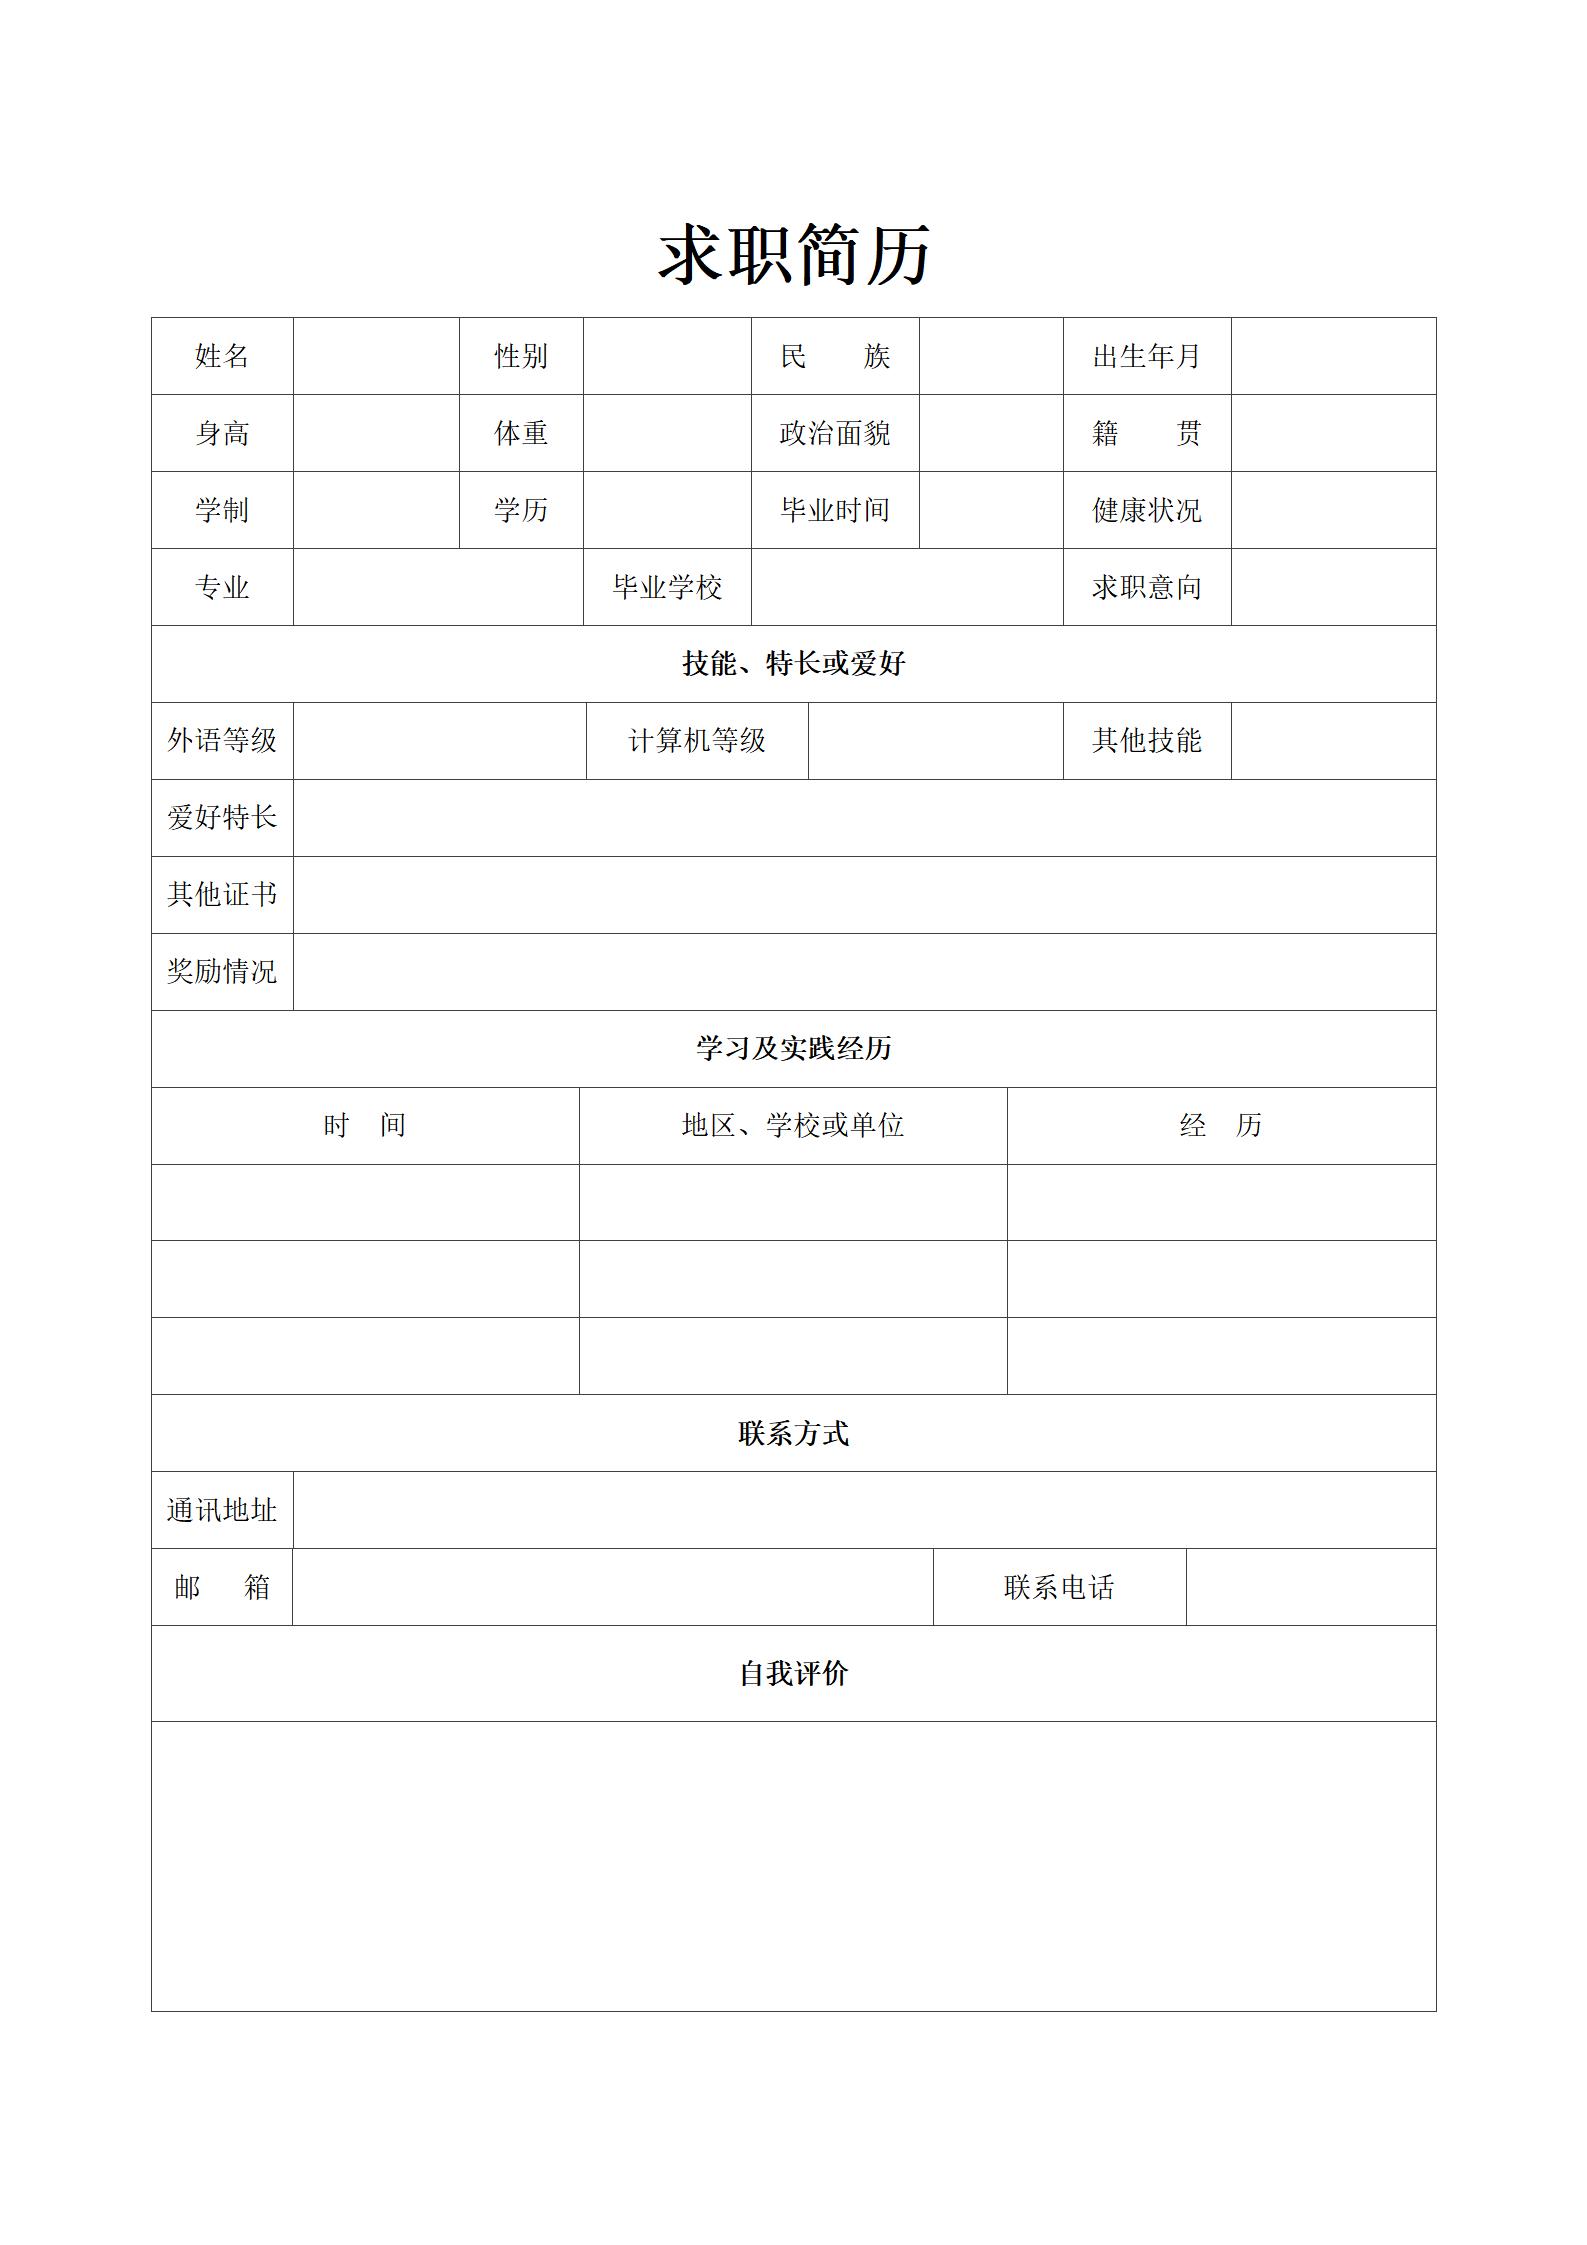 求职简历
姓名 性别 民　　族 出生年月
身高 体重 政治面貌 籍　　贯
学制 学历 毕业时间 健康状况
专业 毕业学校 求职意向
技能、特长或爱好
外语等级 计算机等级 其他技能
爱好特长
其他证书
奖励情况
学习及实践经历
时　间 地区、学校或单位 经　历
联系方式
通讯地址
邮　箱 联系电话
自我评价